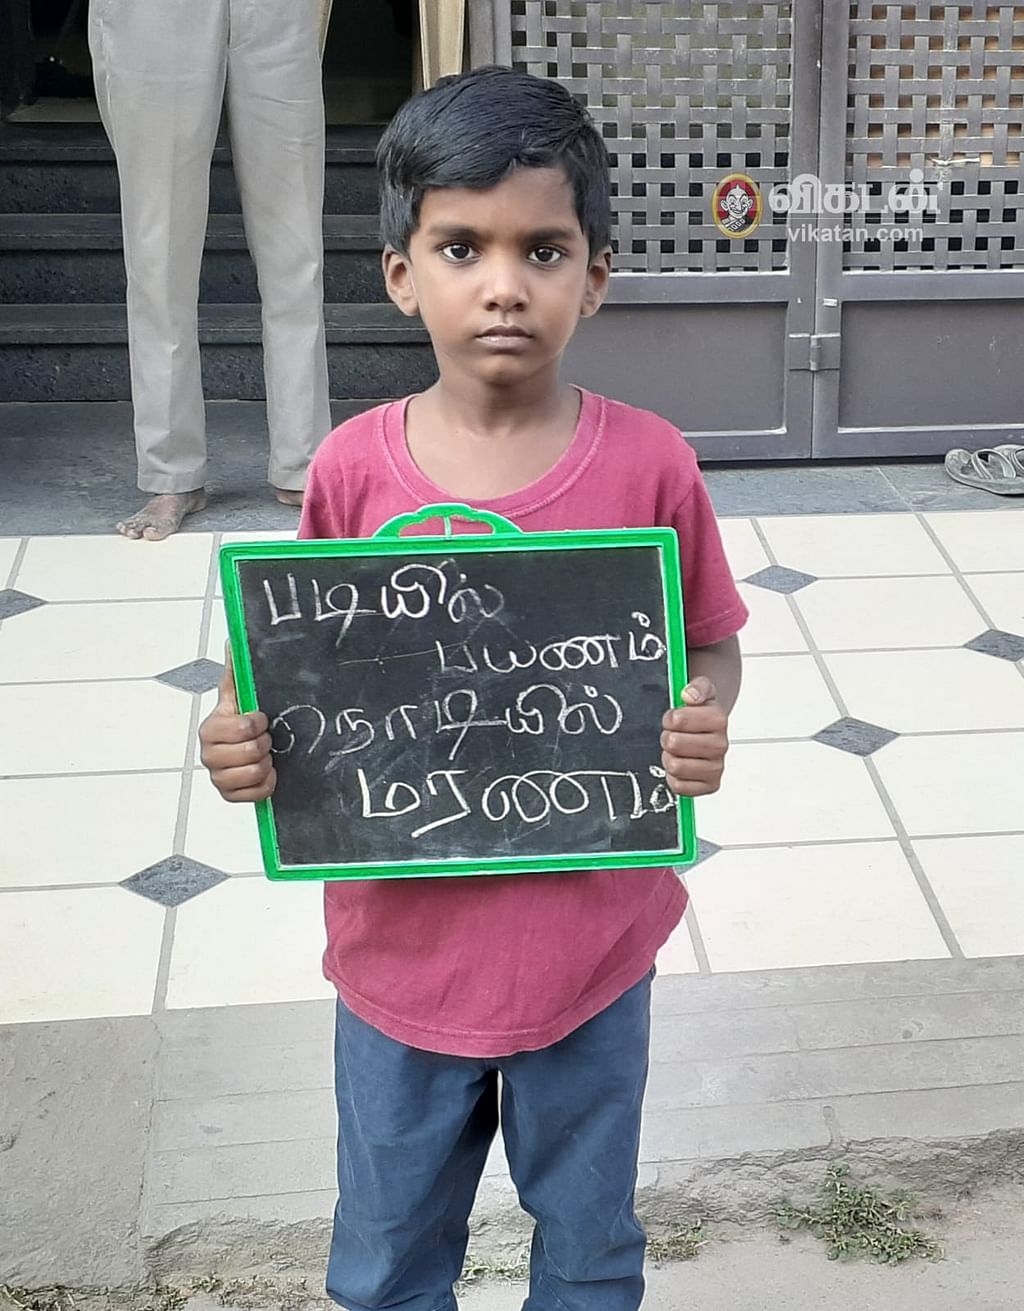 விகடன்
vikatan.com
படியில்
பயணம்
நொடியில்
மரணம்